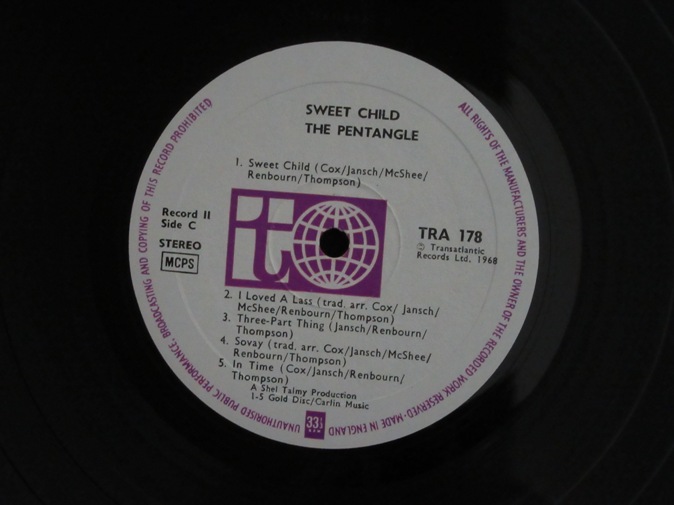 SWEET CHILD
THE PENTANGLE
1. Sweet Child (Cox/Jansch/McShee/
Renbourn/Thompson)
Record II
Side C
STEREO
MCPS
it
TRA 178
℗ Transatlantic
Records Ltd. 1968
2. I Loved A Lass (trad. arr. Cox/ Jansch/
McShee/Renbourn/Thompson)
3. Three-Part Thing (Jansch/Renbourn/
Thompson)
4. Sovay (trad. arr. Cox/Jansch/McShee/
Renbourn/Thompson)
5. In Time (Cox/Jansch/Renbourn/
Thompson)
A Shel Talmy Production
1-5 Gold Disc/Carlin Music
33⅓
ALL RIGHTS OF THE MANUFACTURERS AND THE OWNER OF THE RECORDED WORK RESERVED-MADE IN ENGLAND
UNAUTHORISED PUBLIC PERFORMANCE, BROADCASTING AND COPYING OF THIS RECORD PROHIBITED